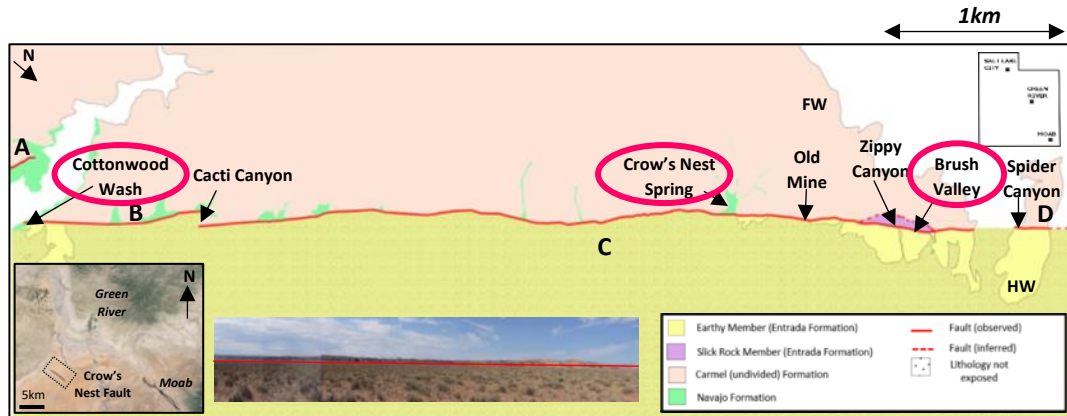 1km
N
SALT LAKE
CITY
GREEN
RIVER
MOAB
FW
A
Cottonwood
Wash
B
Cacti Canyon
Crow's Nest
Spring
Old
Mine
Zippy
Canyon
Brush
Valley
Spider
Canyon
D
C
HW
N
Green
River
Crow's
Nest Fault
Moab
5km
Earthy Member (Entrada Formation)
Slick Rock Member (Entrada Formation)
Carmel (undivided) Formation
Navajo Formation
Fault (observed)
Fault (inferred)
Lithology not
exposed